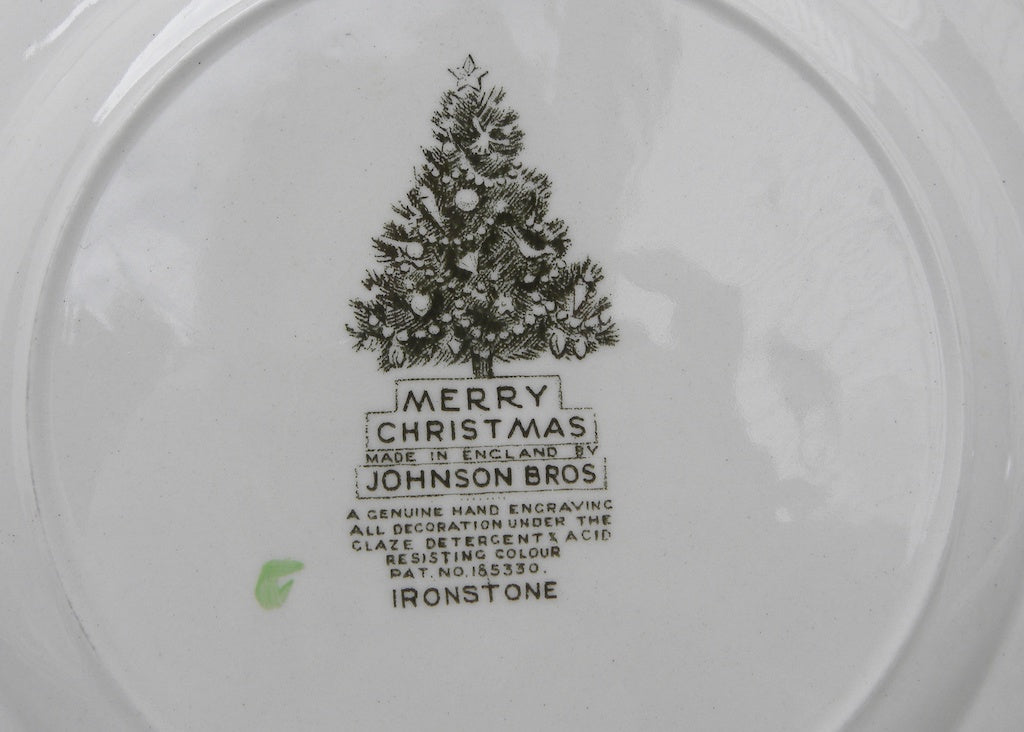 MERRY
CHRISTMAS
MADE IN ENGLAND BY
JOHNSON BROS
A GENUINE HAND ENGRAVING
ALL DECORATION UNDER THE
GLAZE DETERGENT & ACID
RESISTING COLOUR
PAT. NO. 185330.
IRONSTONE